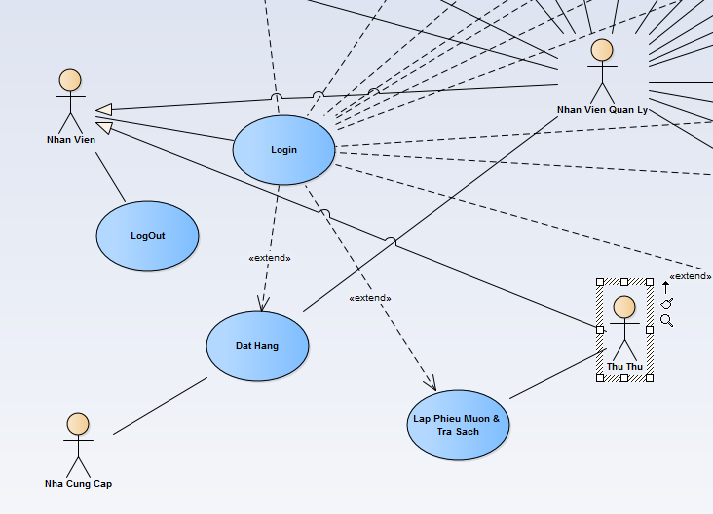 Nhan Vien
Nhan Vien Quan Ly
Login
LogOut
«extend»
«extend»
«extend»
Dat Hang
Thu Thu
Lap Phieu Muon &
Tra Sach
Nha Cung Cap